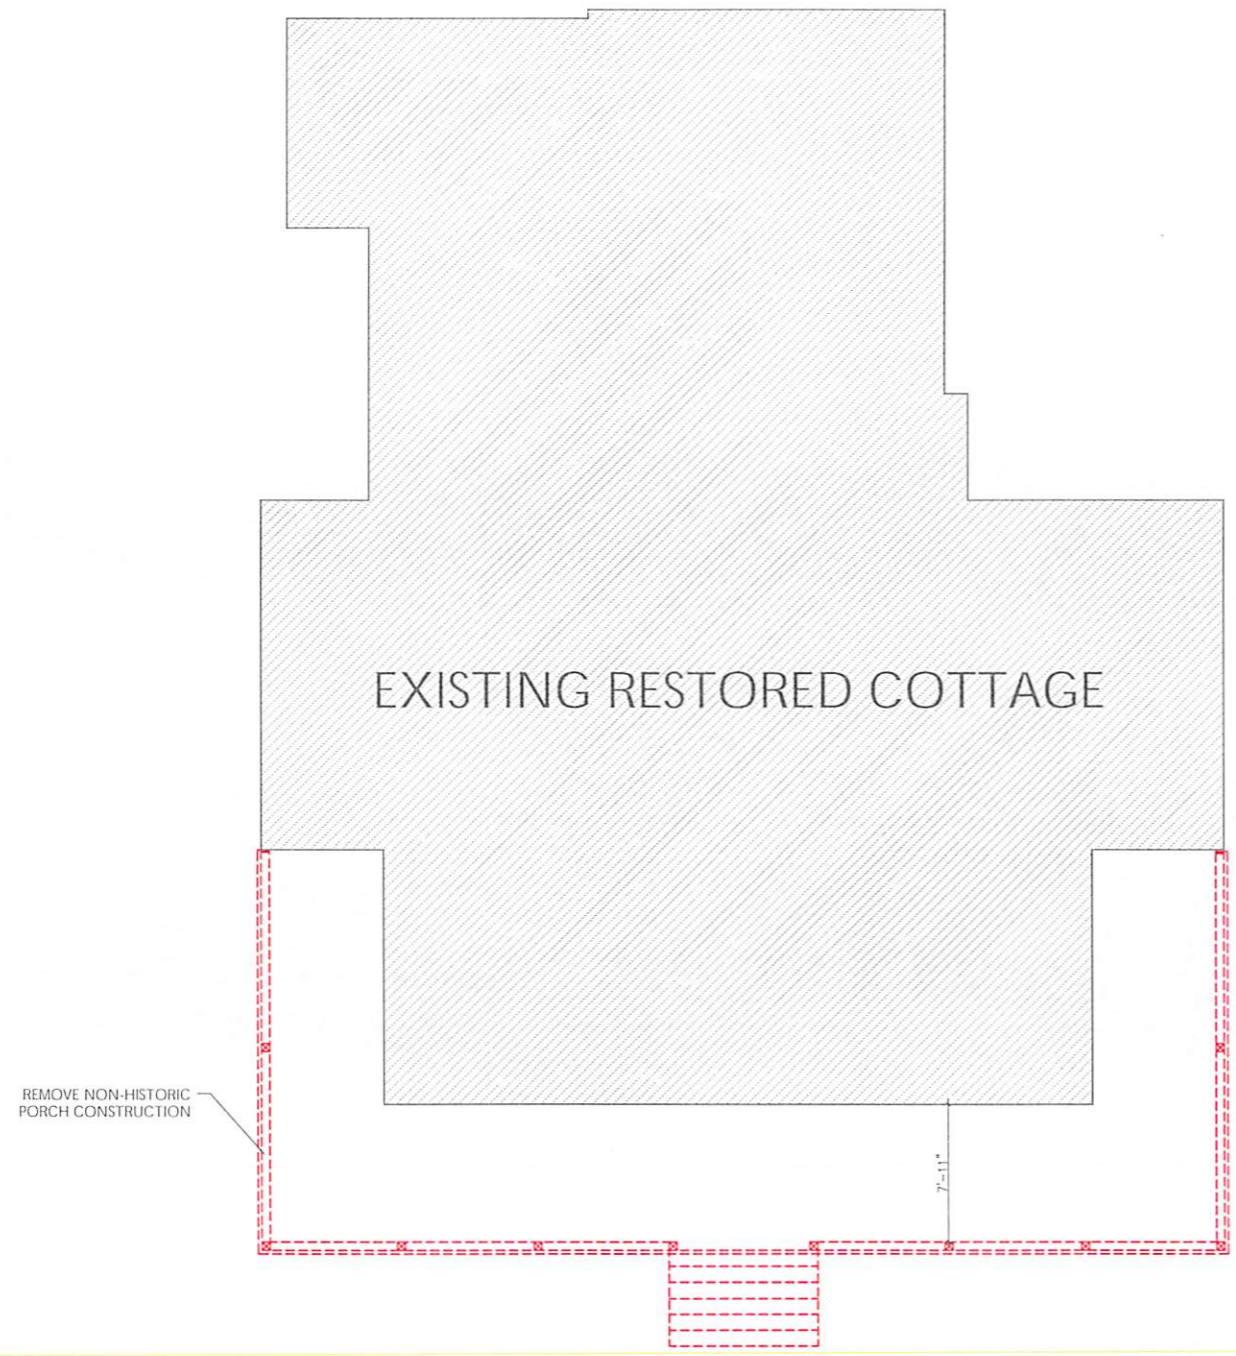 EXISTING RESTORED COTTAGE
REMOVE NON-HISTORIC
PORCH CONSTRUCTION
7'-11"